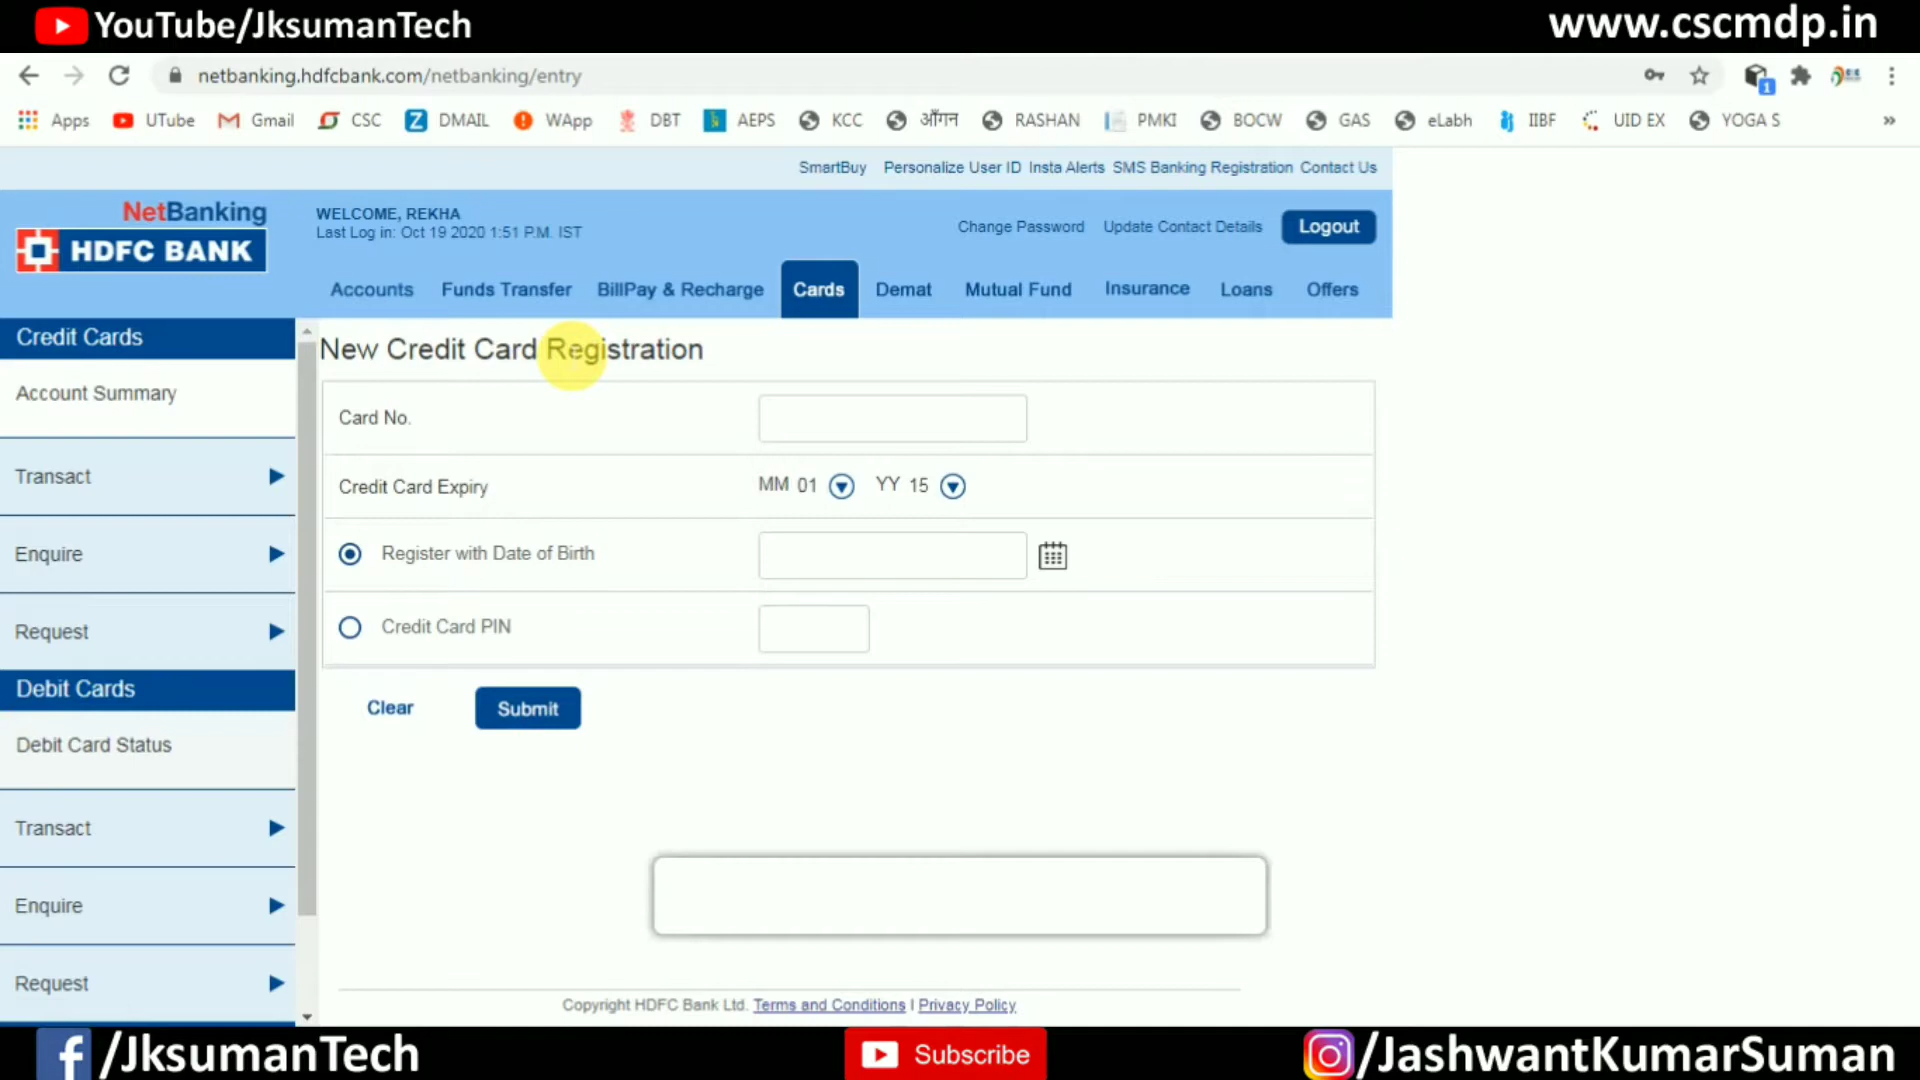 YouTube/JksumanTech
www.cscmdp.in
netbanking.hdfcbank.com/netbanking/entry
1
Apps UTube Gmail CSC DMAIL WApp DBT AEPS KCC आँगन RASHAN PMKI BOCW GAS eLabh IIBF UID EX YOGA S »
SmartBuy Personalize User ID Insta Alerts SMS Banking Registration Contact Us
NetBanking
HDFC BANK
WELCOME, REKHA
Last Log in: Oct 19 2020 1:51 P.M. IST
Change Password Update Contact Details Logout
Accounts Funds Transfer BillPay & Recharge Cards Demat Mutual Fund Insurance Loans Offers
Credit Cards
Account Summary
Transact
Enquire
Request
Debit Cards
Debit Card Status
Transact
Enquire
Request
New Credit Card Registration
Card No.
Credit Card Expiry MM 01 YY 15
Register with Date of Birth
Credit Card PIN
Clear Submit
Copyright HDFC Bank Ltd. Terms and Conditions I Privacy Policy
/JksumanTech
Subscribe
/JashwantKumarSuman